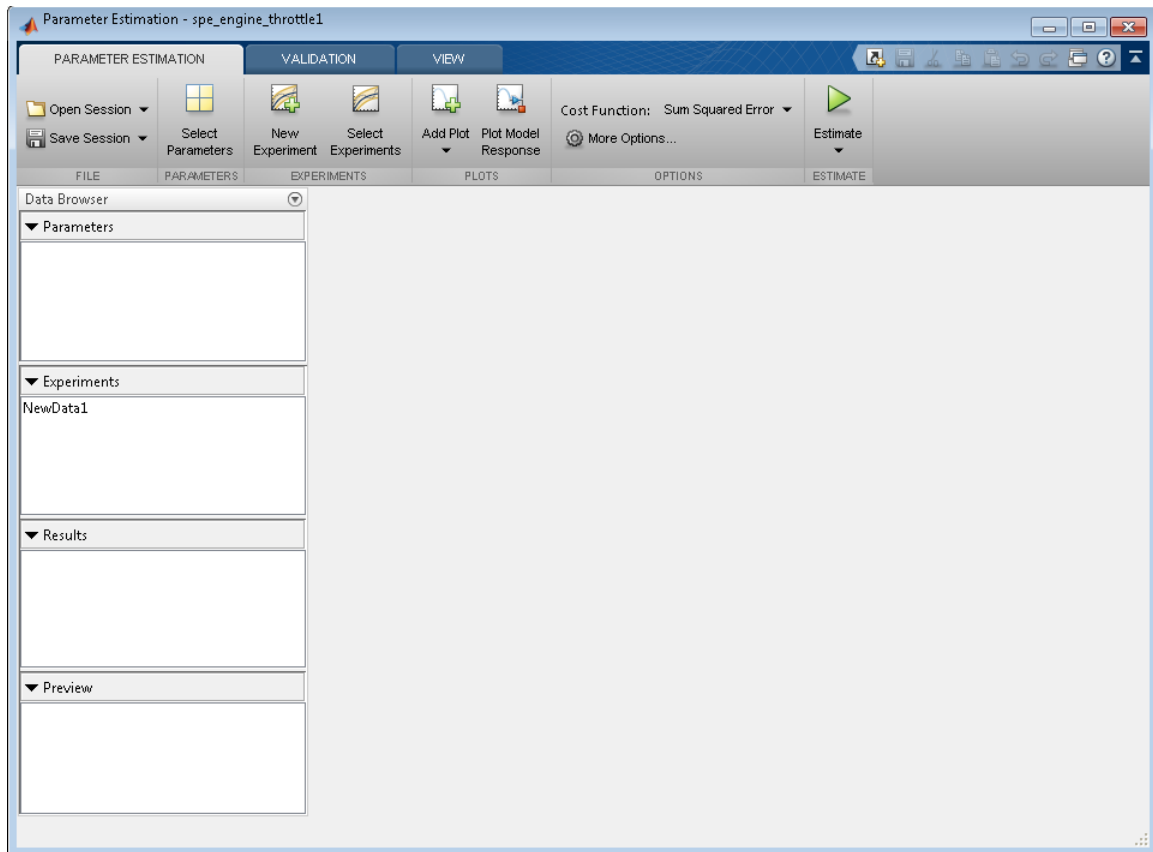 Parameter Estimation - spe_engine_throttle1
PARAMETER ESTIMATION VALIDATION VIEW
Open Session
Save Session
Select
Parameters
New
Experiment
Select
Experiments
Add Plot
Plot Model
Response
Cost Function: Sum Squared Error
More Options...
Estimate
FILE PARAMETERS EXPERIMENTS PLOTS OPTIONS ESTIMATE
Data Browser
Parameters
Experiments
NewData1
Results
Preview